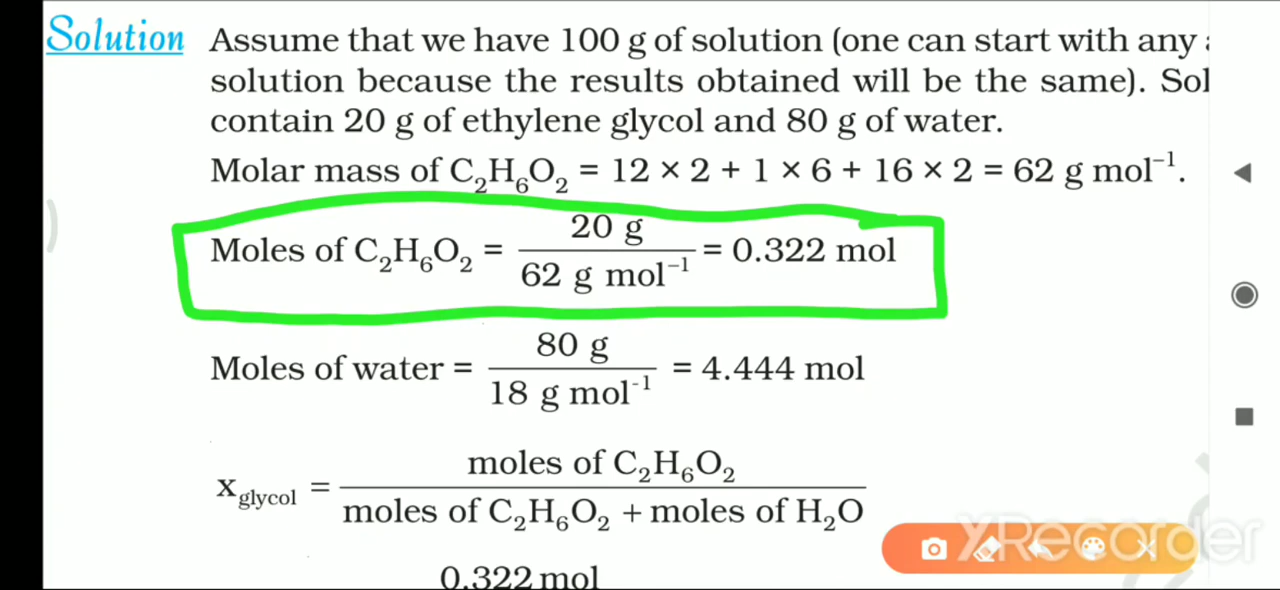 Solution Assume that we have 100 g of solution (one can start with any
solution because the results obtained will be the same). Sol
contain 20 g of ethylene glycol and 80 g of water.
Molar mass of C₂H₆O₂ = 12 × 2 + 1 × 6 + 16 × 2 = 62 g mol⁻¹.
Moles of C₂H₆O₂ = 20 g / 62 g mol⁻¹ = 0.322 mol
Moles of water = 80 g / 18 g mol⁻¹ = 4.444 mol
x glycol = moles of C₂H₆O₂ / moles of C₂H₆O₂ + moles of H₂O
0.322 mol
XRecorder